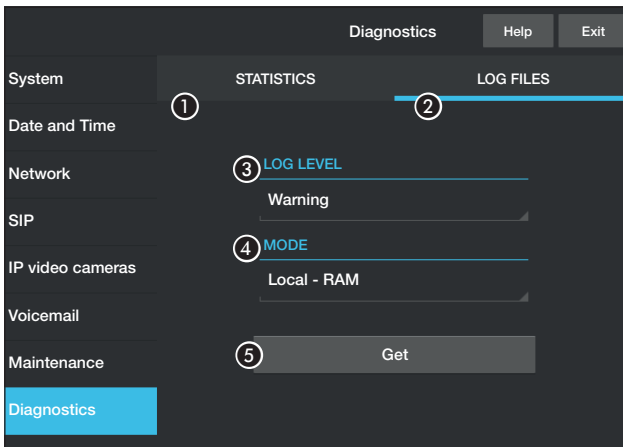 Diagnostics Help Exit
System
Date and Time
Network
SIP
IP video cameras
Voicemail
Maintenance
Diagnostics
STATISTICS LOG FILES
① ②
③ LOG LEVEL
Warning
④ MODE
Local - RAM
⑤ Get